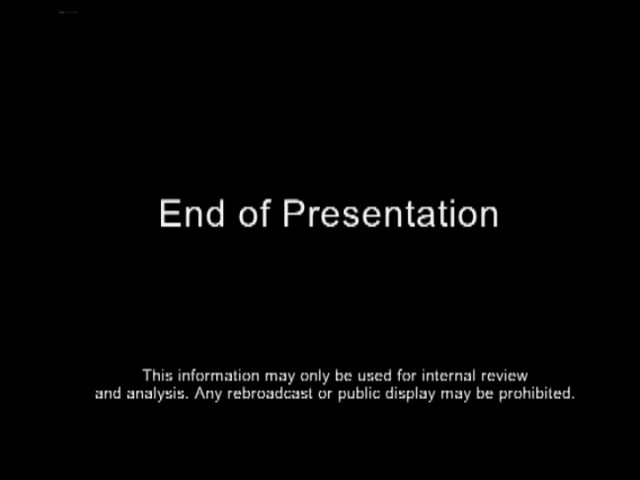 End of Presentation
This information may only be used for internal review
and analysis. Any rebroadcast or public display may be prohibited.